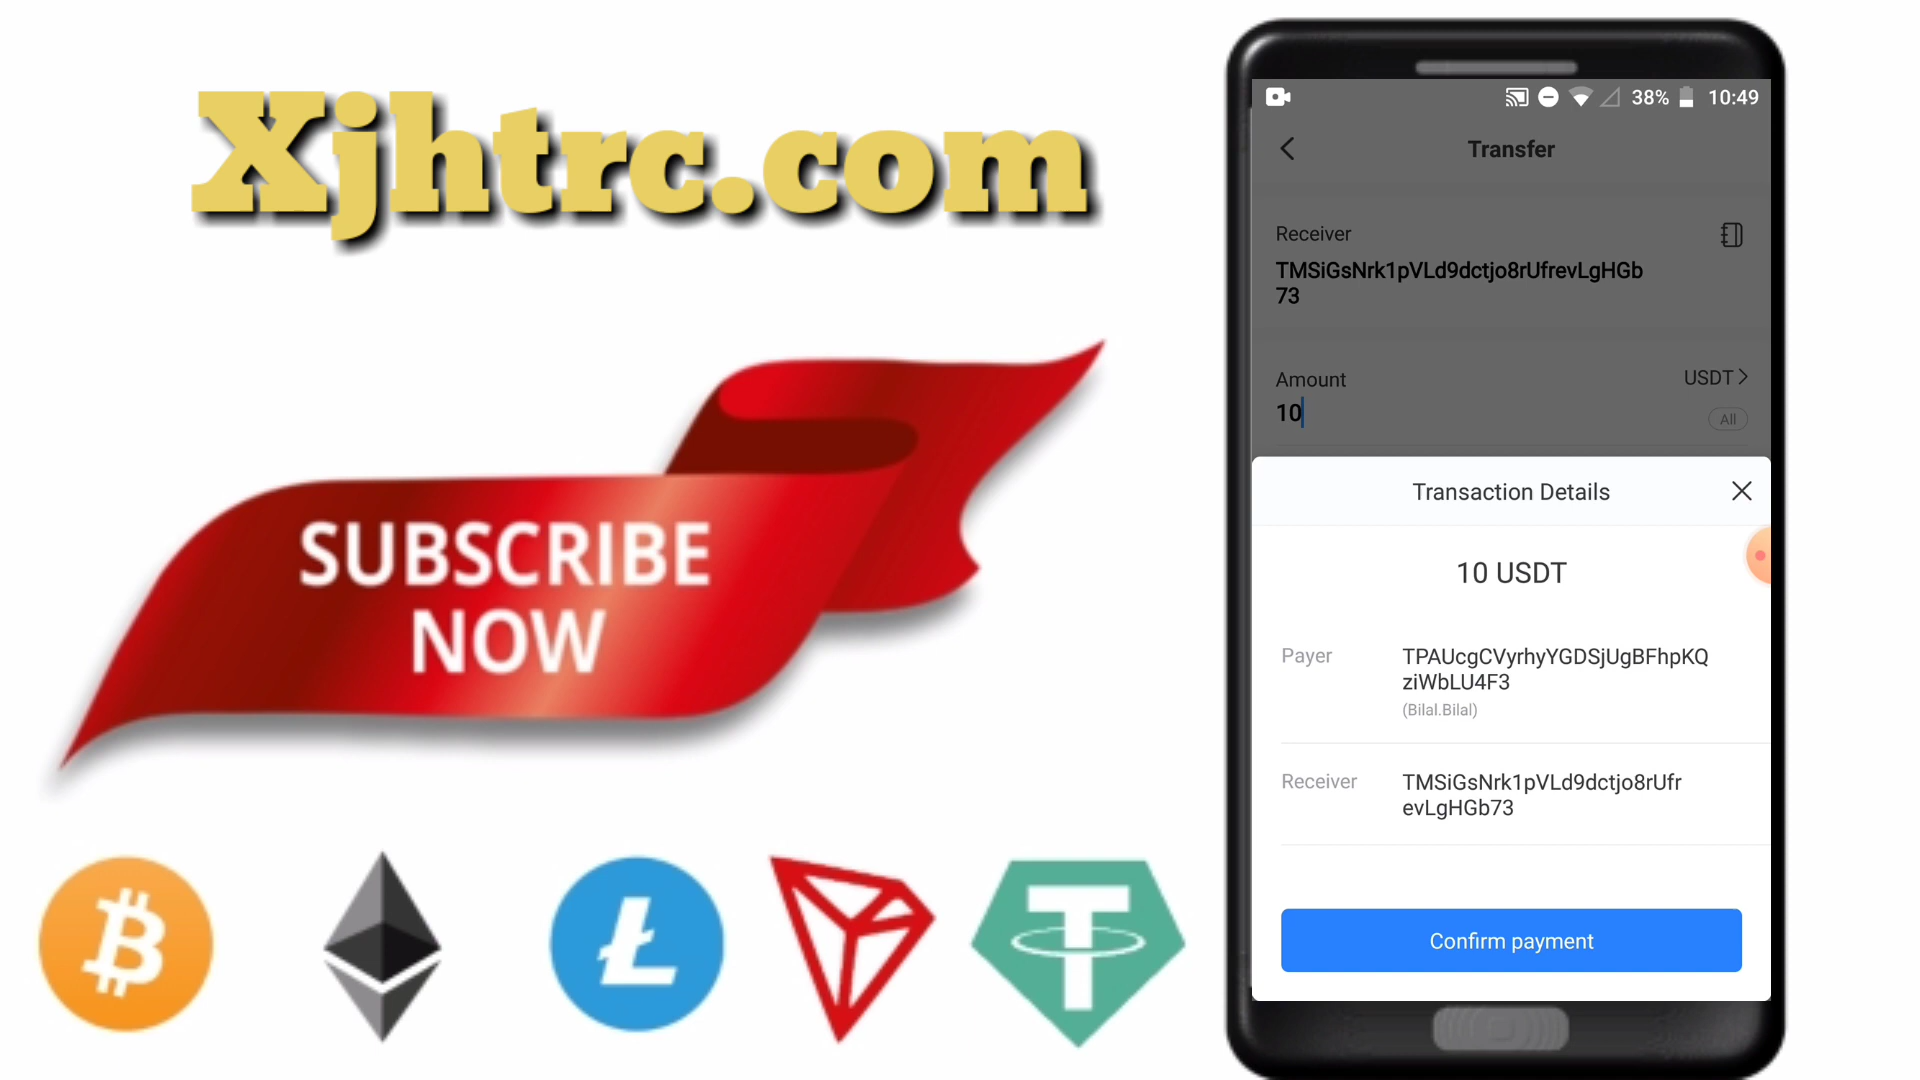 Xjhtrc.com
SUBSCRIBE
NOW
38% 10:49
Transfer
Receiver
TMSiGsNrk1pVLd9dctjo8rUfrevLgHGb
73
Amount
USDT
10
All
Transaction Details
10 USDT
Payer
TPAUcgCVyrhyYGDSjUgBFhpKQ
ziWbLU4F3
(Bilal.Bilal)
Receiver
TMSiGsNrk1pVLd9dctjo8rUfr
evLgHGb73
Confirm payment